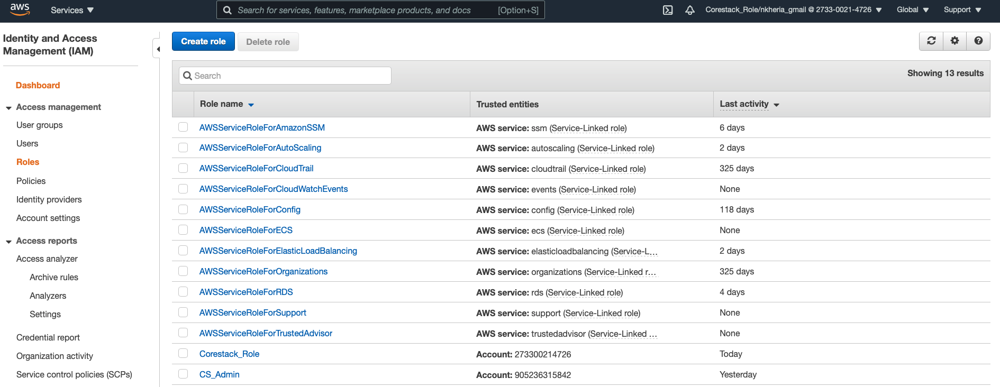 aws
Services
Search for services, features, marketplace products, and docs [Option+S]
Corestack_Role/nkheria_gmail @ 2733-0021-4726
Global
Support
Identity and Access
Management (IAM)
Dashboard
Access management
User groups
Users
Roles
Policies
Identity providers
Account settings
Access reports
Access analyzer
Archive rules
Analyzers
Settings
Credential report
Organization activity
Service control policies (SCPs)
Create role Delete role
Search
Showing 13 results
Role name Trusted entities Last activity
AWSServiceRoleForAmazonSSM AWS service: ssm (Service-Linked role) 6 days
AWSServiceRoleForAutoScaling AWS service: autoscaling (Service-Linked role) 2 days
AWSServiceRoleForCloudTrail AWS service: cloudtrail (Service-Linked role) 325 days
AWSServiceRoleForCloudWatchEvents AWS service: events (Service-Linked role) None
AWSServiceRoleForConfig AWS service: config (Service-Linked role) 118 days
AWSServiceRoleForECS AWS service: ecs (Service-Linked role) None
AWSServiceRoleForElasticLoadBalancing AWS service: elasticloadbalancing (Service-L... 2 days
AWSServiceRoleForOrganizations AWS service: organizations (Service-Linked r... 325 days
AWSServiceRoleForRDS AWS service: rds (Service-Linked role) 4 days
AWSServiceRoleForSupport AWS service: support (Service-Linked role) None
AWSServiceRoleForTrustedAdvisor AWS service: trustedadvisor (Service-Linked ... None
Corestack_Role Account: 273300214726 Today
CS_Admin Account: 905236315842 Yesterday